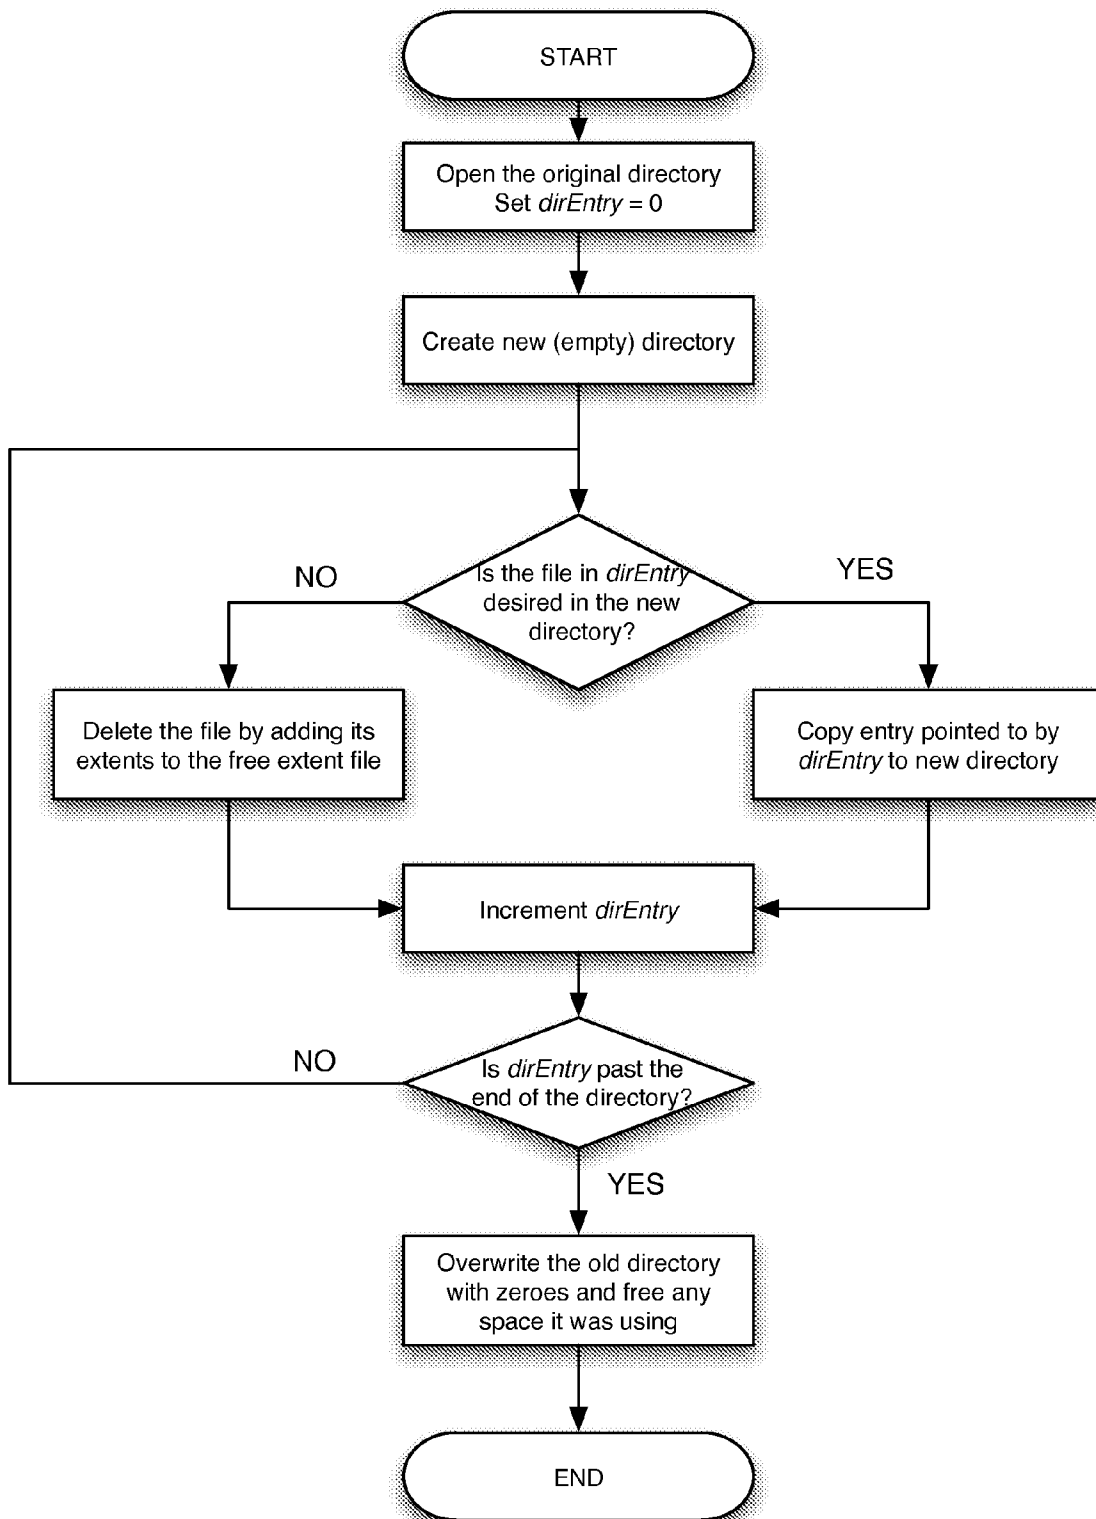 START
Open the original directory
Set dirEntry = 0
Create new (empty) directory
Is the file in dirEntry
desired in the new
directory?
NO
YES
Delete the file by adding its
extents to the free extent file
Copy entry pointed to by
dirEntry to new directory
Increment dirEntry
Is dirEntry past the
end of the directory?
NO
YES
Overwrite the old directory
with zeroes and free any
space it was using
END